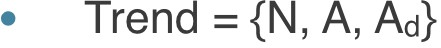 • Trend = {N, A, Ad}